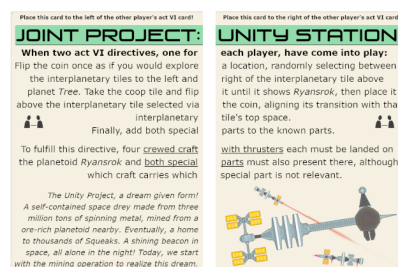 Place this card to the left of the other player's act VI card!
JOINT PROJECT:
When two act VI directives, one for
Flip the coin once as if you would explore
the interplanetary tiles to the left and
planet Tree. Take the coop tile and flip
above the interplanetary tile selected via
interplanetary
Finally, add both special
To fulfill this directive, four crewed craft
the planetoid Ryansrok and both special
which craft carries which
The Unity Project, a dream given form!
A self-contained space drey made from three
million tons of spinning metal, mined from a
ore-rich planetoid nearby. Eventually, a home
to thousands of Squeaks. A shining beacon in
space, all alone in the night! Today, we start
with the mining operation to realize this dream.
Place this card to the right of the other player's act VI card
UNITY STATION
each player, have come into play:
a location, randomly selecting between
right of the interplanetary tile above
it until it shows Ryansrok, then place it
the coin, aligning its transition with tha
tile's top space.
parts to the known parts.
with thrusters each must be landed on
parts must also present there, although
special part is not relevant.